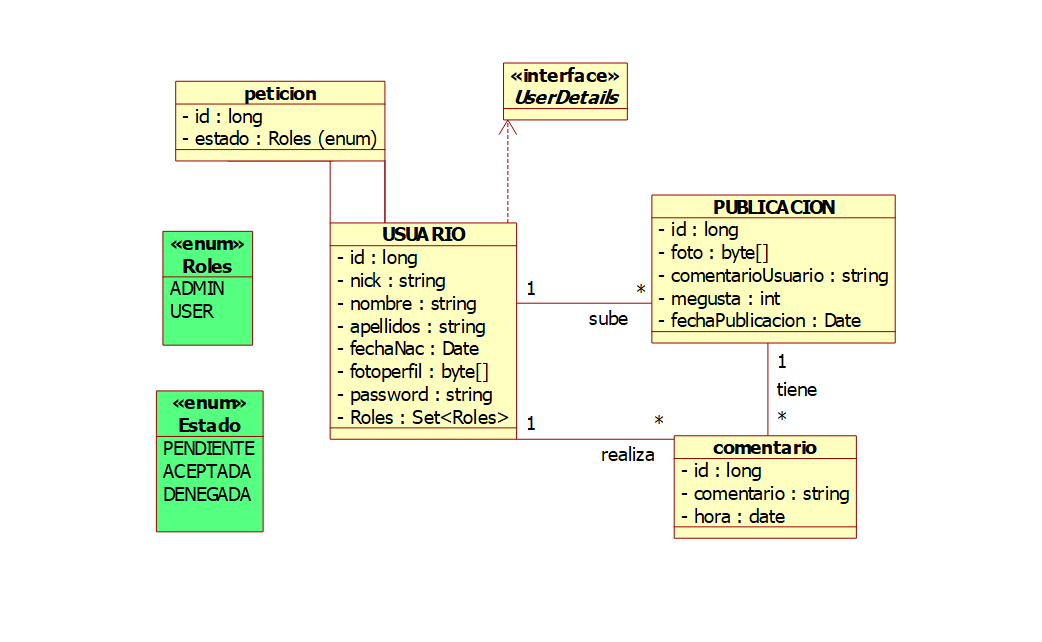 peticion
- id : long
- estado : Roles (enum)
«interface»
UserDetails
«enum»
Roles
ADMIN
USER
«enum»
Estado
PENDIENTE
ACEPTADA
DENEGADA
USUARIO
- id : long
- nick : string
- nombre : string
- apellidos : string
- fechaNac : Date
- fotoperfil : byte[]
- password : string
- Roles : Set<Roles>
1
*
sube
1
*
realiza
PUBLICACION
- id : long
- foto : byte[]
- comentarioUsuario : string
- megusta : int
- fechaPublicacion : Date
1
tiene
*
comentario
- id : long
- comentario : string
- hora : date